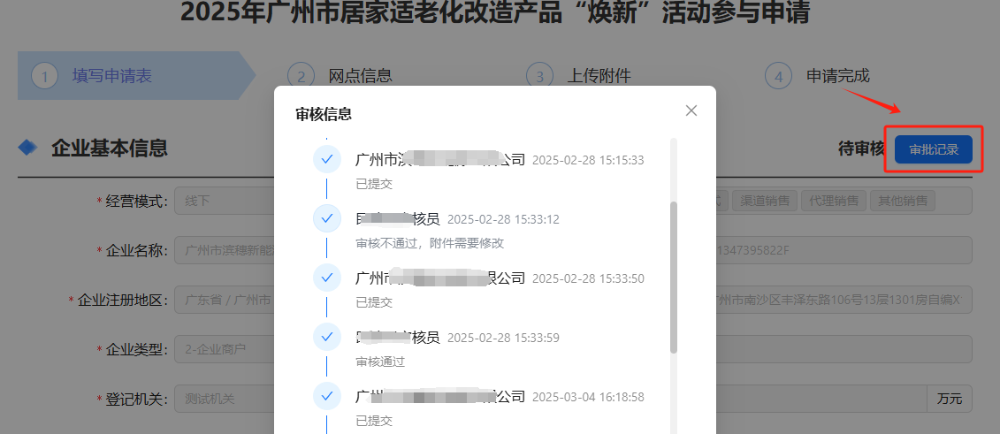 2025年广州市居家适老化改造产品“焕新”活动参与申请
1 填写申请表
2 网点信息
3 上传附件
4 申请完成
企业基本信息
待审核
审批记录
* 经营模式:
线下
渠道销售
代理销售
其他销售
* 企业名称:
广州市滨穗新能
1347395822F
* 企业注册地区:
广东省 / 广州市
州市南沙区丰泽东路106号13层1301房自编X1
* 企业类型:
2-企业商户
* 登记机关:
测试机关
万元
审核信息
广州市滨 公司 2025-02-28 15:15:33
已提交
审核员 2025-02-28 15:33:12
审核不通过，附件需要修改
广州市 限公司 2025-02-28 15:33:50
已提交
审核员 2025-02-28 15:33:59
审核通过
广州 公司 2025-03-04 16:18:58
已提交